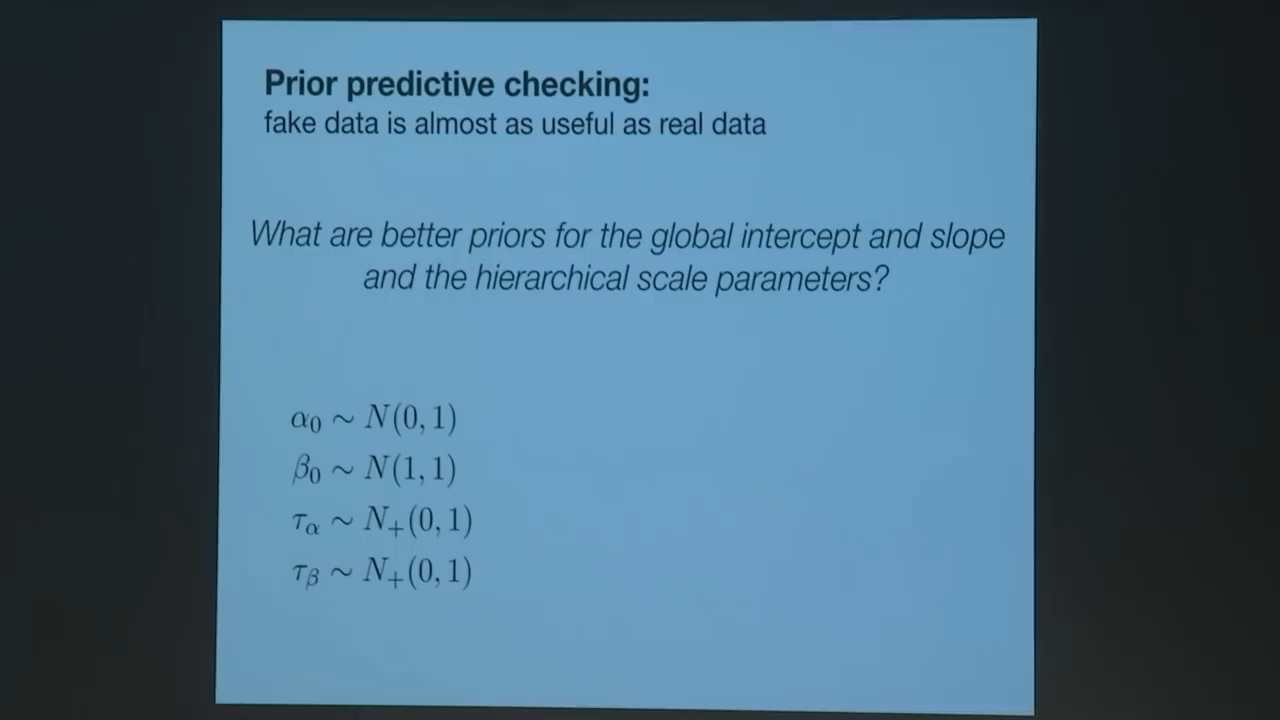 Prior predictive checking:
fake data is almost as useful as real data
What are better priors for the global intercept and slope
and the hierarchical scale parameters?
α₀ ∼ N(0, 1)
β₀ ∼ N(1, 1)
τ_α ∼ N₊(0, 1)
τ_β ∼ N₊(0, 1)